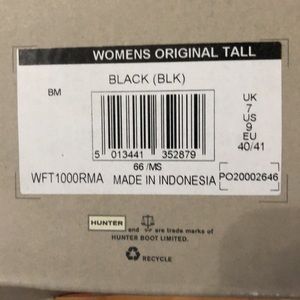 WOMENS ORIGINAL TALL
BLACK (BLK)
BM
UK
7
US
9
EU
40/41
5 013441 352879
66 /MS
WFT1000RMA MADE IN INDONESIA PO20002646
HUNTER and are trade marks of
HUNTER BOOT LIMITED.
RECYCLE